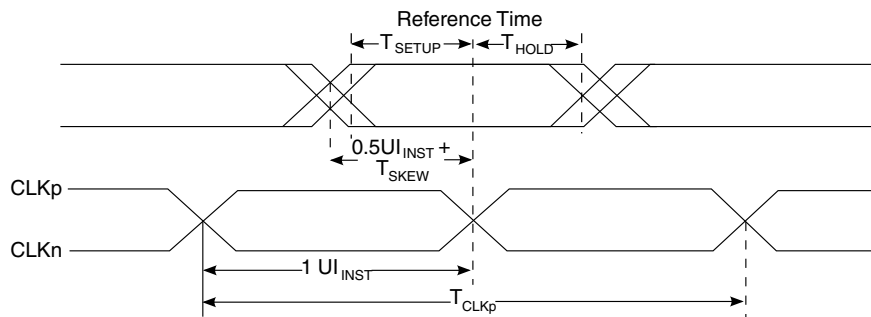 Reference Time
TSETUP
THOLD
0.5UIINST +
TSKEW
CLKp
CLKn
1 UIINST
TCLKp